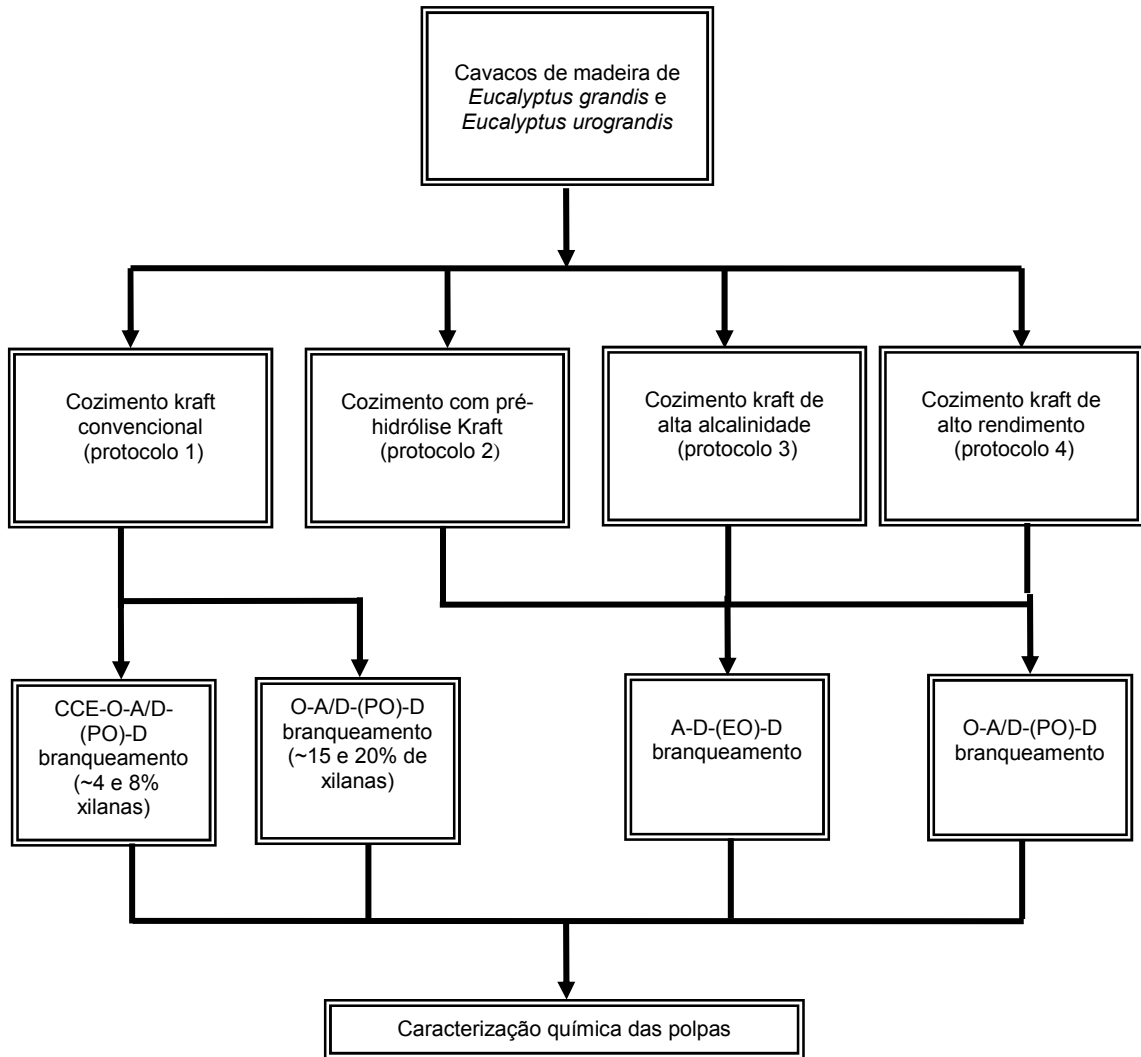 Cavacos de madeira de
Eucalyptus grandis e
Eucalyptus urograndis
Cozimento kraft
convencional
(protocolo 1)
Cozimento com pré-
hidrólise Kraft
(protocolo 2)
Cozimento kraft de
alta alcalinidade
(protocolo 3)
Cozimento kraft de
alto rendimento
(protocolo 4)
CCE-O-A/D-
(PO)-D
branqueamento
(~4 e 8%
xilanas)
O-A/D-(PO)-D
branqueamento
(~15 e 20% de
xilanas)
A-D-(EO)-D
branqueamento
O-A/D-(PO)-D
branqueamento
Caracterização química das polpas